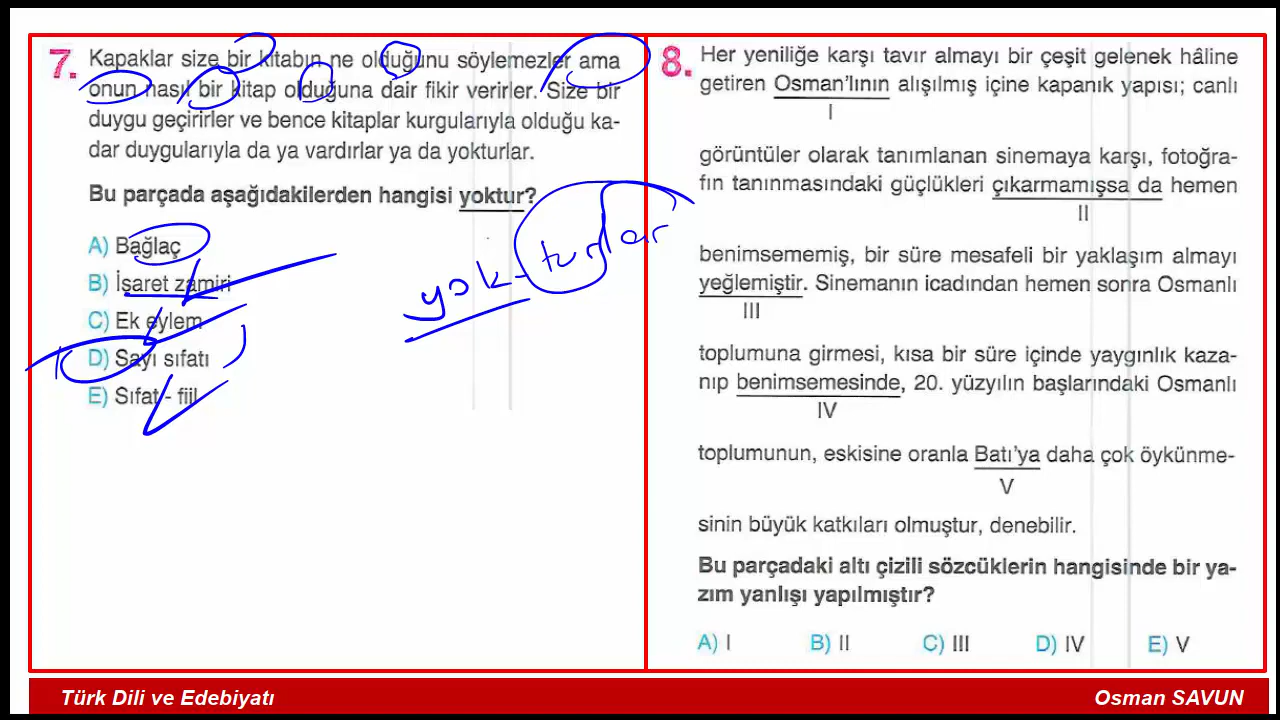 7. Kapaklar size bir kitabın ne olduğunu söylemezler ama
onun nasıl bir kitap olduğuna dair fikir verirler. Size bir
duygu geçirirler ve bence kitaplar kurgularıyla olduğu ka-
dar duygularıyla da ya vardırlar ya da yokturlar.
Bu parçada aşağıdakilerden hangisi yoktur?
A) Bağlaç
B) İşaret zamiri
C) Ek eylem
D) Sayı sıfatı
E) Sıfat - fiil
yok-turlar
8. Her yeniliğe karşı tavır almayı bir çeşit gelenek hâline
getiren Osman'lının alışılmış içine kapanık yapısı; canlı
I
görüntüler olarak tanımlanan sinemaya karşı, fotoğra-
fın tanınmasındaki güçlükleri çıkarmamışsa da hemen
II
benimsememiş, bir süre mesafeli bir yaklaşım almayı
yeğlemiştir. Sinemanın icadından hemen sonra Osmanlı
III
toplumuna girmesi, kısa bir süre içinde yaygınlık kaza-
nıp benimsemesinde, 20. yüzyılın başlarındaki Osmanlı
IV
toplumunun, eskisine oranla Batı'ya daha çok öykünme-
V
sinin büyük katkıları olmuştur, denebilir.
Bu parçadaki altı çizili sözcüklerin hangisinde bir ya-
zım yanlışı yapılmıştır?
A) I B) II C) III D) IV E) V
Türk Dili ve Edebiyatı
Osman SAVUN